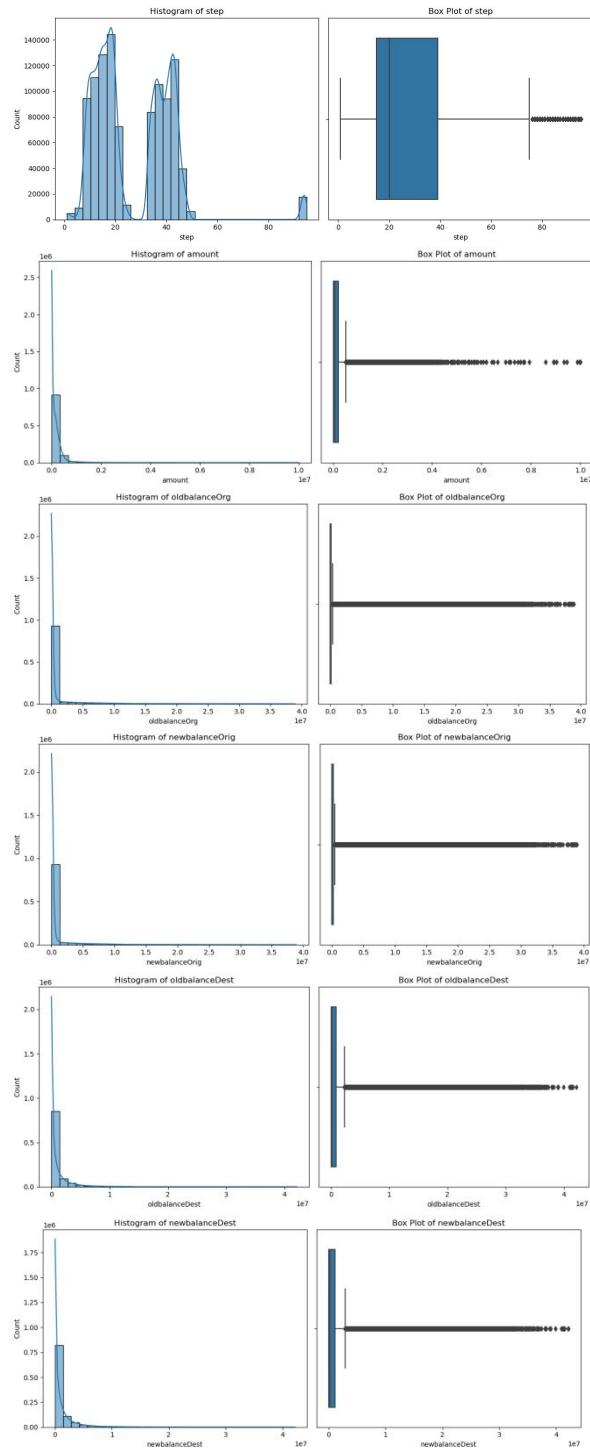 Histogram of step
140000
120000
100000
80000
60000
40000
20000
0
Count
0 20 40 60 80
step
Box Plot of step
0 20 40 60 80
step
Histogram of amount
1e6
2.5
2.0
1.5
1.0
0.5
0.0
Count
0.0 0.2 0.4 0.6 0.8 1.0
1e7
amount
Box Plot of amount
0.0 0.2 0.4 0.6 0.8 1.0
1e7
amount
Histogram of oldbalanceOrg
1e6
2.0
1.5
1.0
0.5
0.0
Count
0.0 0.5 1.0 1.5 2.0 2.5 3.0 3.5 4.0
1e7
oldbalanceOrg
Box Plot of oldbalanceOrg
0.0 0.5 1.0 1.5 2.0 2.5 3.0 3.5 4.0
1e7
oldbalanceOrg
Histogram of newbalanceOrig
1e6
2.0
1.5
1.0
0.5
0.0
Count
0.0 0.5 1.0 1.5 2.0 2.5 3.0 3.5 4.0
1e7
newbalanceOrig
Box Plot of newbalanceOrig
0.0 0.5 1.0 1.5 2.0 2.5 3.0 3.5 4.0
1e7
newbalanceOrig
Histogram of oldbalanceDest
1e6
2.0
1.5
1.0
0.5
0.0
Count
0 1 2 3 4
1e7
oldbalanceDest
Box Plot of oldbalanceDest
0 1 2 3 4
1e7
oldbalanceDest
Histogram of newbalanceDest
1e6
1.75
1.50
1.25
1.00
0.75
0.50
0.25
0.00
Count
0 1 2 3 4
1e7
newbalanceDest
Box Plot of newbalanceDest
0 1 2 3 4
1e7
newbalanceDest